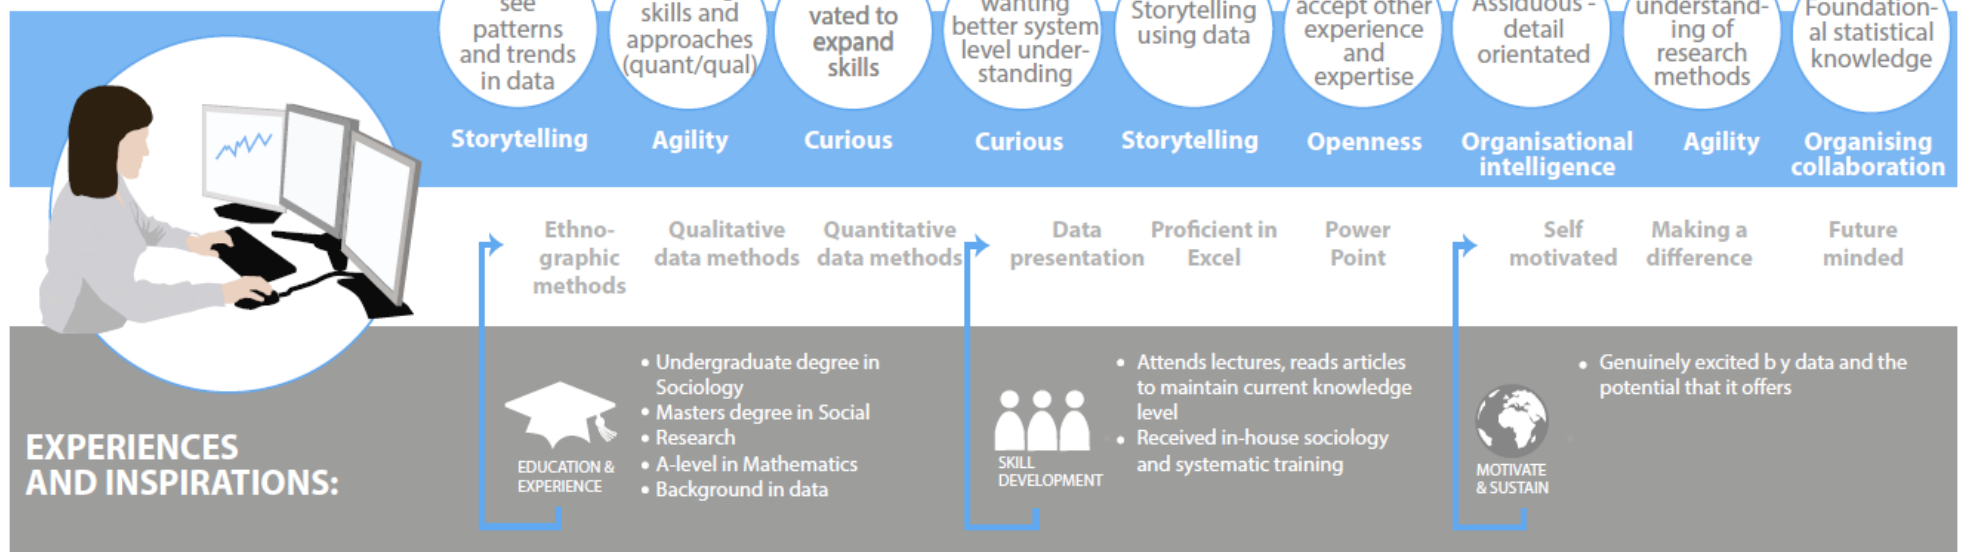 see
patterns
and trends
in data
skills and
approaches
(quant/qual)
vated to
expand
skills
wanting
better system
level under-
standing
Storytelling
using data
accept other
experience
and
expertise
Assiduous -
detail
orientated
understand-
ing of
research
methods
Foundation-
al statistical
knowledge
Storytelling
Agility
Curious
Curious
Storytelling
Openness
Organisational
intelligence
Agility
Organising
collaboration
Ethno-
graphic
methods
Qualitative
data methods
Quantitative
data methods
Data
presentation
Proficient in
Excel
Power
Point
Self
motivated
Making a
difference
Future
minded
EXPERIENCES
AND INSPIRATIONS:
EDUCATION &
EXPERIENCE
• Undergraduate degree in
Sociology
• Masters degree in Social
• Research
• A-level in Mathematics
• Background in data
SKILL
DEVELOPMENT
• Attends lectures, reads articles
to maintain current knowledge
level
• Received in-house sociology
and systematic training
MOTIVATE
& SUSTAIN
• Genuinely excited b y data and the
potential that it offers